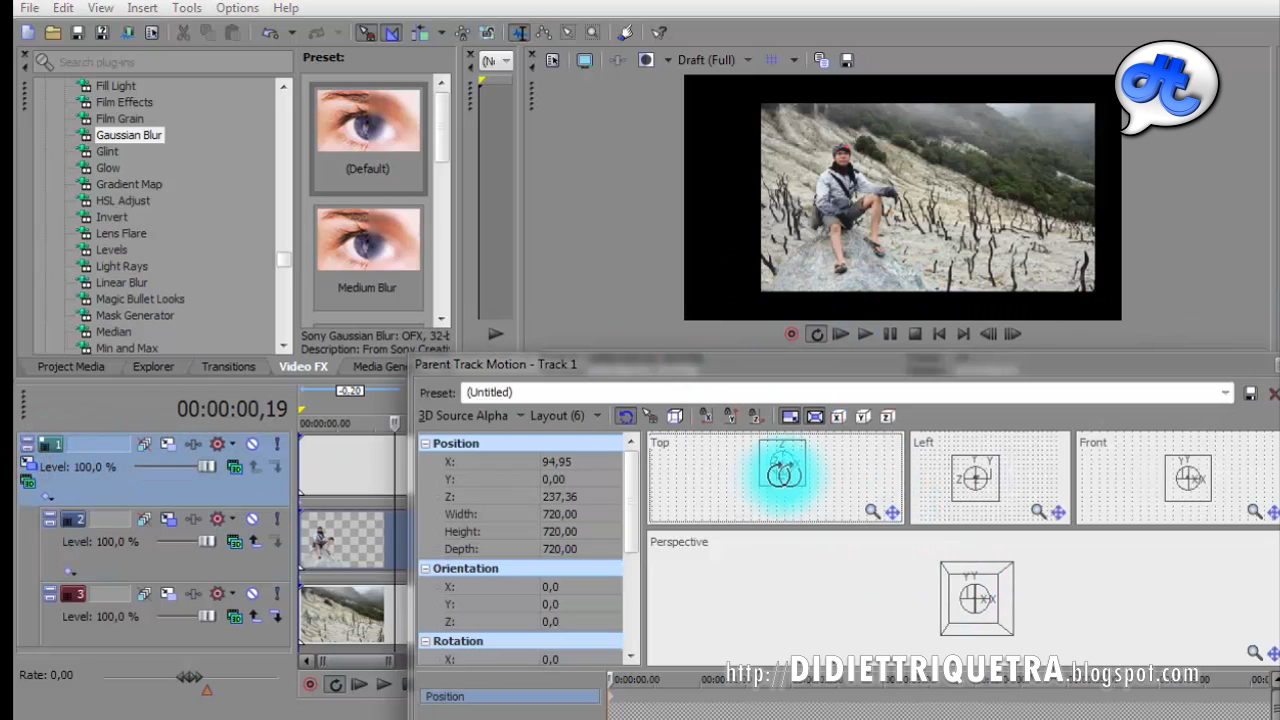 File Edit View Insert Tools Options Help
Search plug-ins
Fill Light
Film Effects
Film Grain
Gaussian Blur
Glint
Glow
Gradient Map
HSL Adjust
Invert
Lens Flare
Levels
Light Rays
Linear Blur
Magic Bullet Looks
Mask Generator
Median
Min and Max
Preset:
(Default)
Medium Blur
Sony Gaussian Blur: OFX, 32-b
Description: From Sony Creati
Project Media Explorer Transitions Video FX Media Gen
Draft (Full)
dt
Parent Track Motion - Track 1
Preset: (Untitled)
3D Source Alpha Layout (6)
Position
X: 94,95
Y: 0,00
Z: 237,36
Width: 720,00
Height: 720,00
Depth: 720,00
Orientation
X: 0,0
Y: 0,0
Z: 0,0
Rotation
X: 0,0
Top
Left
Front
Perspective
-0.20
00:00:00,19
00:00:00.00
1
Level: 100,0 %
2
Level: 100,0 %
3
Level: 100,0 %
Rate: 0,00
Position
00:00:00.00
http://DIDIETTRIQUETRA.blogspot.com